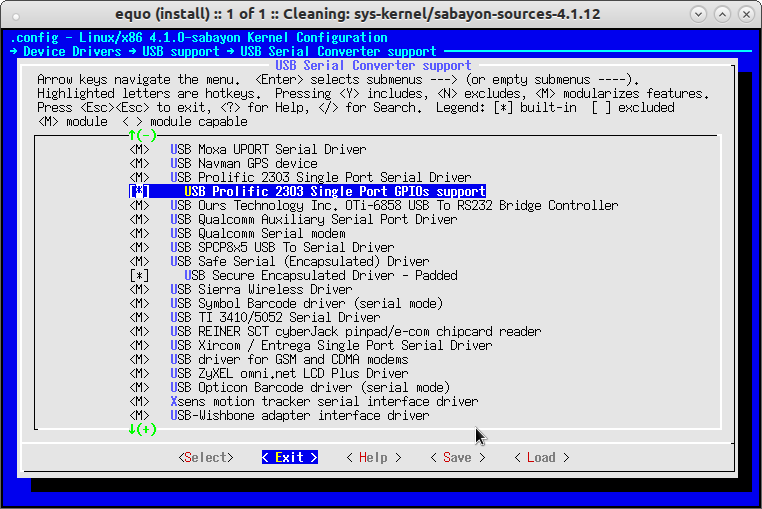 equo (install) :: 1 of 1 :: Cleaning: sys-kernel/sabayon-sources-4.1.12
.config - Linux/x86 4.1.0-sabayon Kernel Configuration
→ Device Drivers → USB support → USB Serial Converter support
USB Serial Converter support
Arrow keys navigate the menu. <Enter> selects submenus ---> (or empty submenus ----).
Highlighted letters are hotkeys. Pressing <Y> includes, <N> excludes, <M> modularizes features.
Press <Esc><Esc> to exit, <?> for Help, </> for Search. Legend: [*] built-in [ ] excluded
<M> module < > module capable
↑(-)
<M> USB Moxa UPORT Serial Driver
<M> USB Navman GPS device
<M> USB Prolific 2303 Single Port Serial Driver
[*] USB Prolific 2303 Single Port GPIOs support
<M> USB Ours Technology Inc. OTi-6858 USB To RS232 Bridge Controller
<M> USB Qualcomm Auxiliary Serial Port Driver
<M> USB Qualcomm Serial modem
<M> USB SPCP8x5 USB To Serial Driver
<M> USB Safe Serial (Encapsulated) Driver
[*] USB Secure Encapsulated Driver - Padded
<M> USB Sierra Wireless Driver
<M> USB Symbol Barcode driver (serial mode)
<M> USB TI 3410/5052 Serial Driver
<M> USB REINER SCT cyberJack pinpad/e-com chipcard reader
<M> USB Xircom / Entrega Single Port Serial Driver
<M> USB driver for GSM and CDMA modems
<M> USB ZyXEL omni.net LCD Plus Driver
<M> USB Opticon Barcode driver (serial mode)
<M> Xsens motion tracker serial interface driver
<M> USB-Wishbone adapter interface driver
↓(+)
<Select> < Exit > < Help > < Save > < Load >